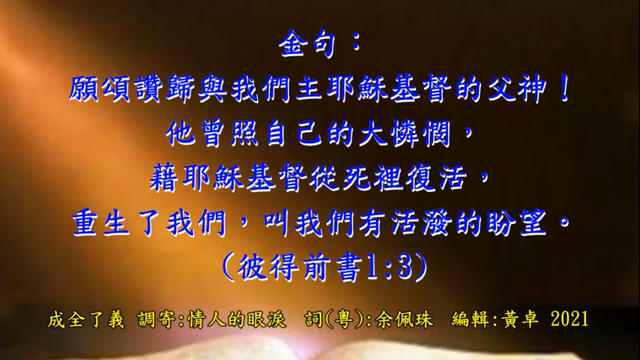 金句：
願頌讚歸與我們主耶穌基督的父神！
他曾照自己的大憐憫，
藉耶穌基督從死裡復活，
重生了我們，叫我們有活潑的盼望。
(彼得前書1:3)
成全了義 調寄:情人的眼淚 詞(粵):余佩珠 編輯:黃卓 2021